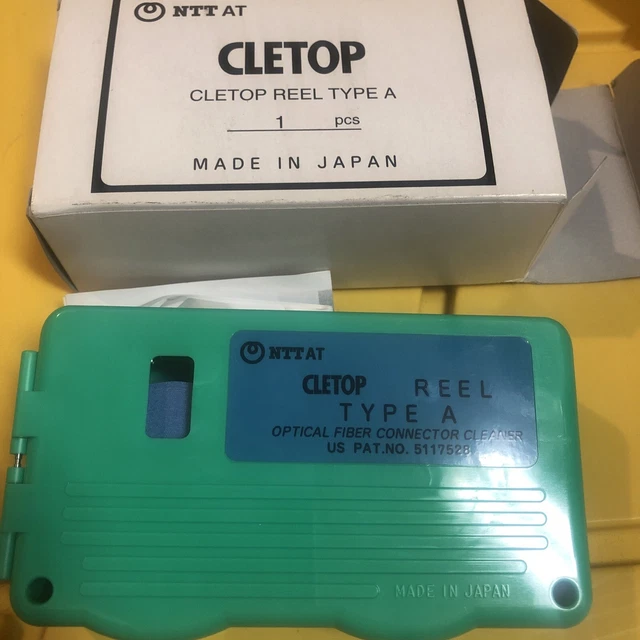 NTT AT
CLETOP
CLETOP REEL TYPE A
1 pcs
MADE IN JAPAN
NTT AT
CLETOP REEL
TYPE A
OPTICAL FIBER CONNECTOR CLEANER
US PAT.NO. 5117528
MADE IN JAPAN